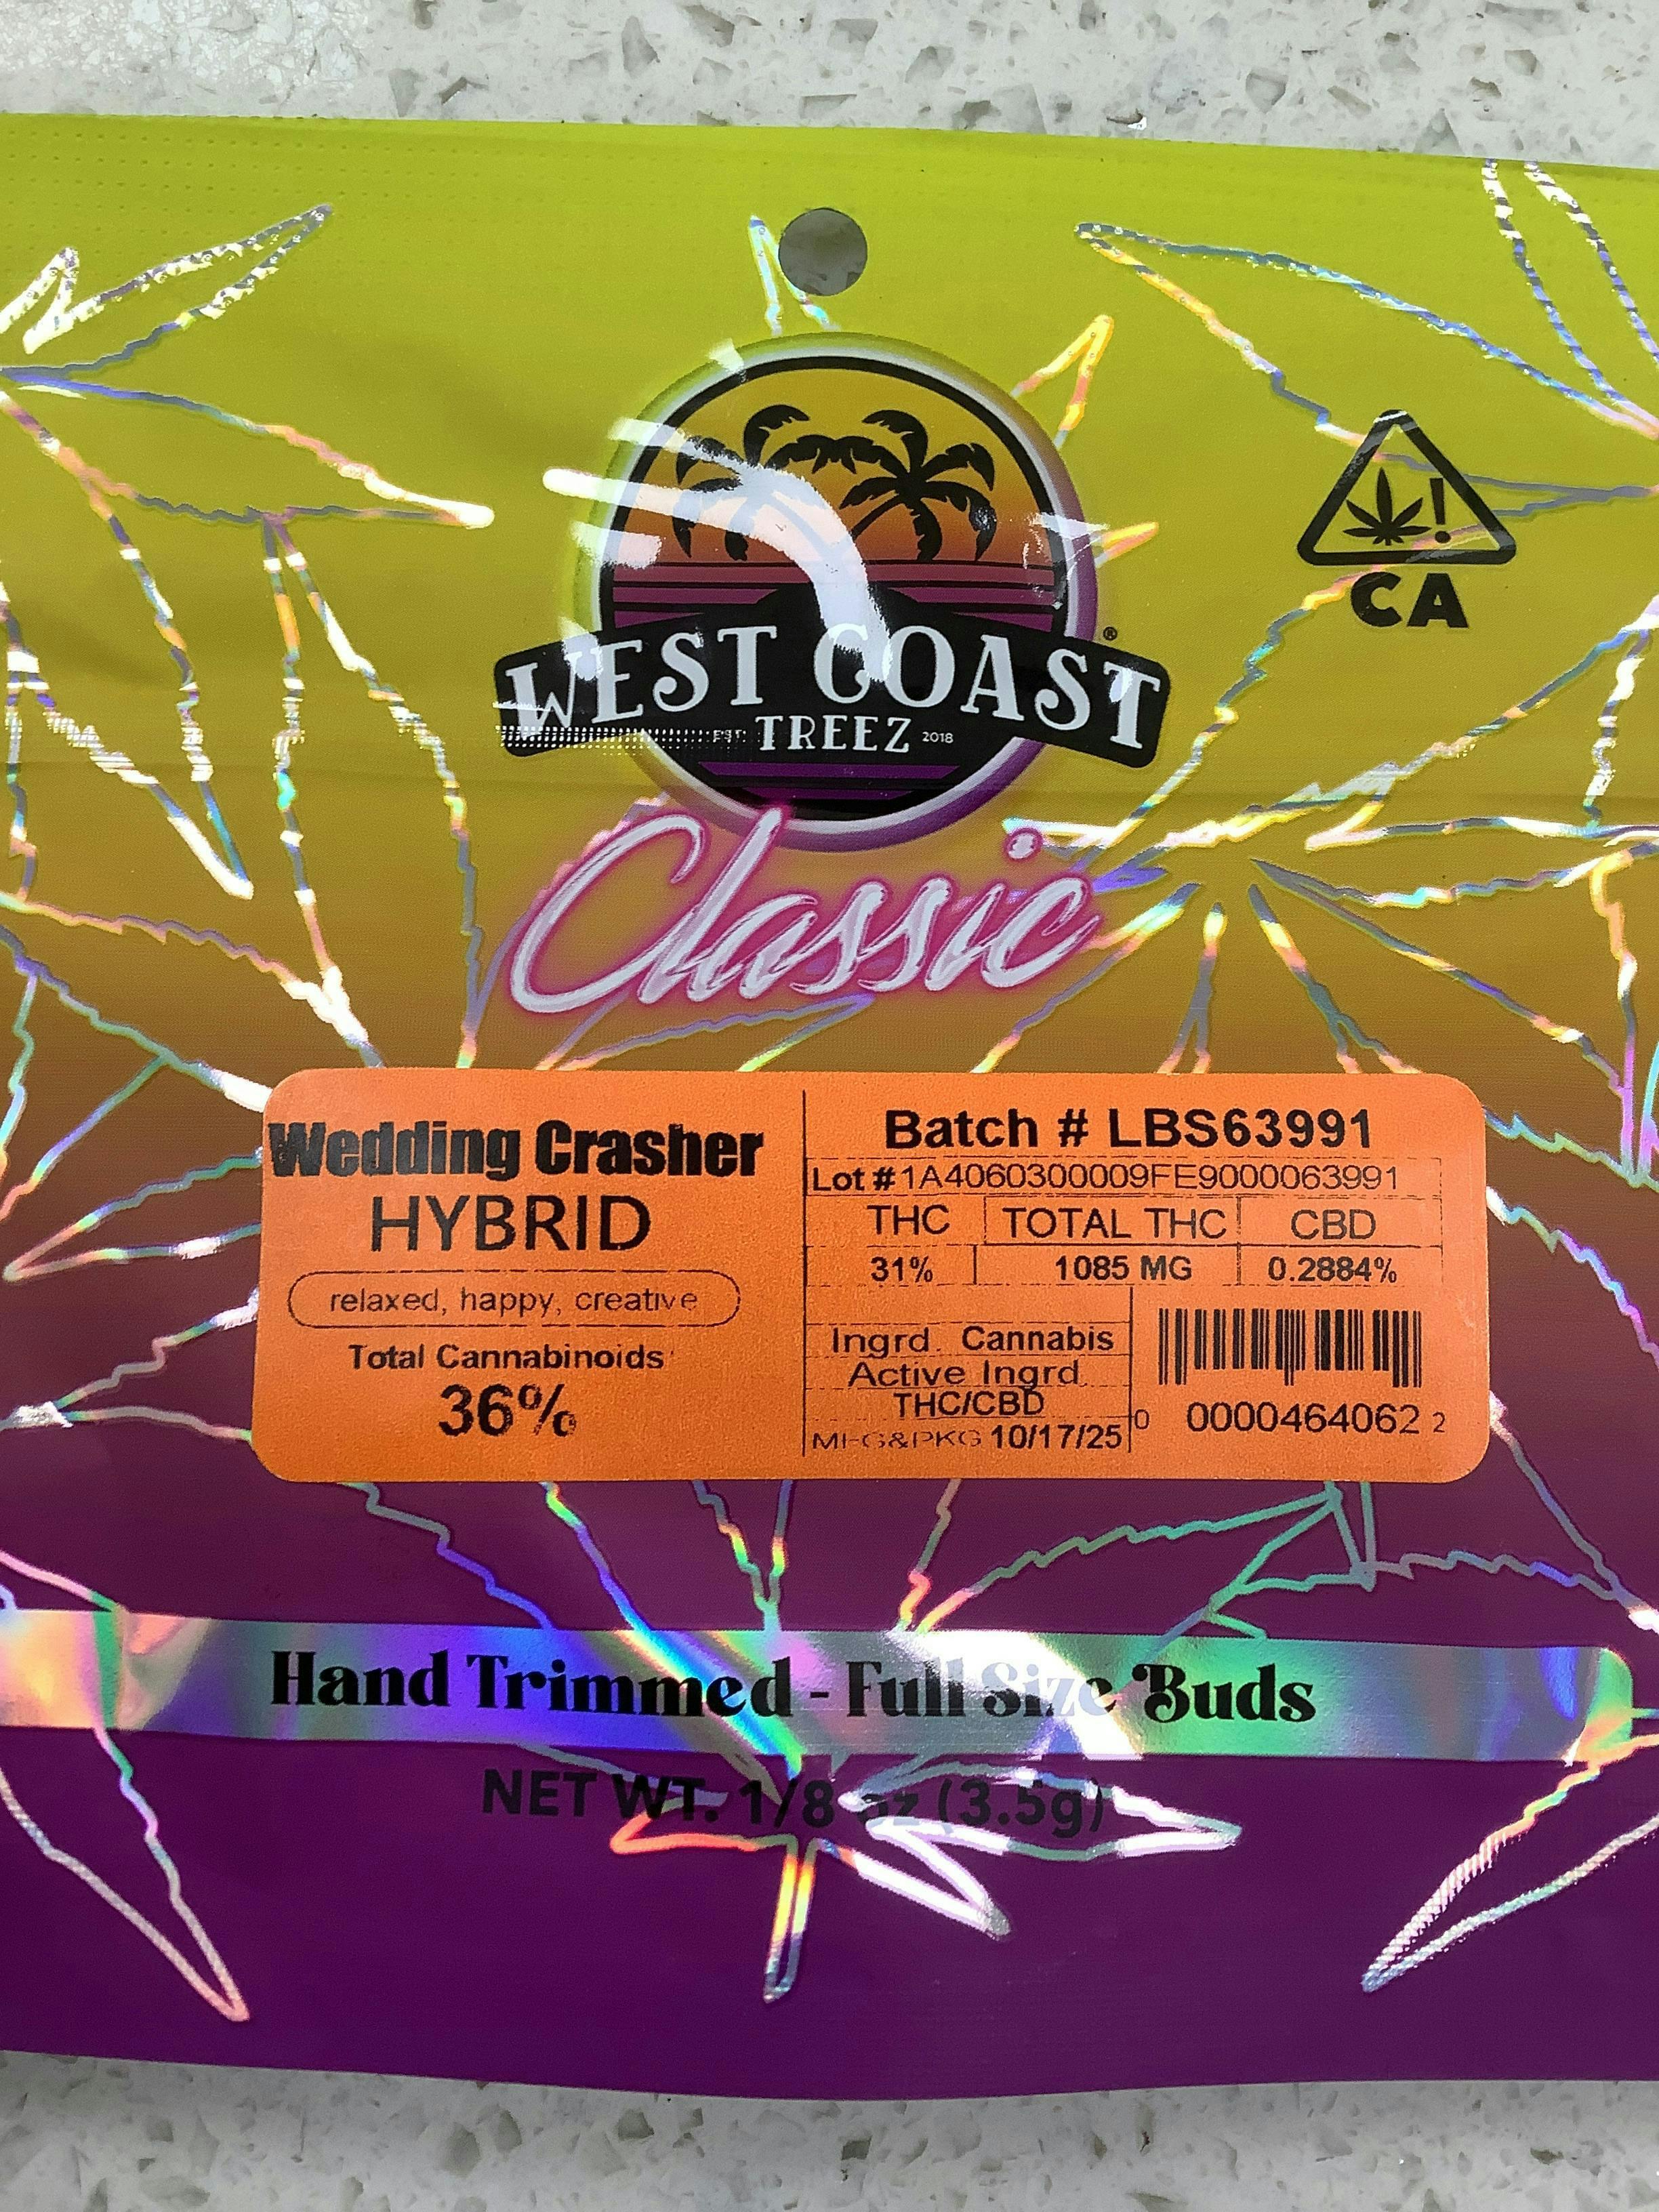 CA
WEST COAST
EST. TREEZ 2018
®
Classic
Wedding Crasher
HYBRID
relaxed, happy, creative
Total Cannabinoids
36%
Batch # LBS63991
Lot # 1A4060300009FE9000063991
THC TOTAL THC CBD
31% 1085 MG 0.2884%
Ingrd. Cannabis
Active Ingrd.
THC/CBD
MFG&PKG 10/17/25
0 0000464062 2
Hand Trimmed - Full Size Buds
NET WT. 1/8 oz (3.5g)